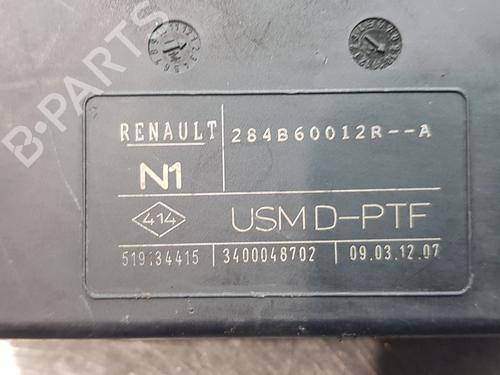 B-PARTS
RENAULT 284B60012R--A
N1
414 USM D-PTF
519134415 3400048702 09.03.12.07